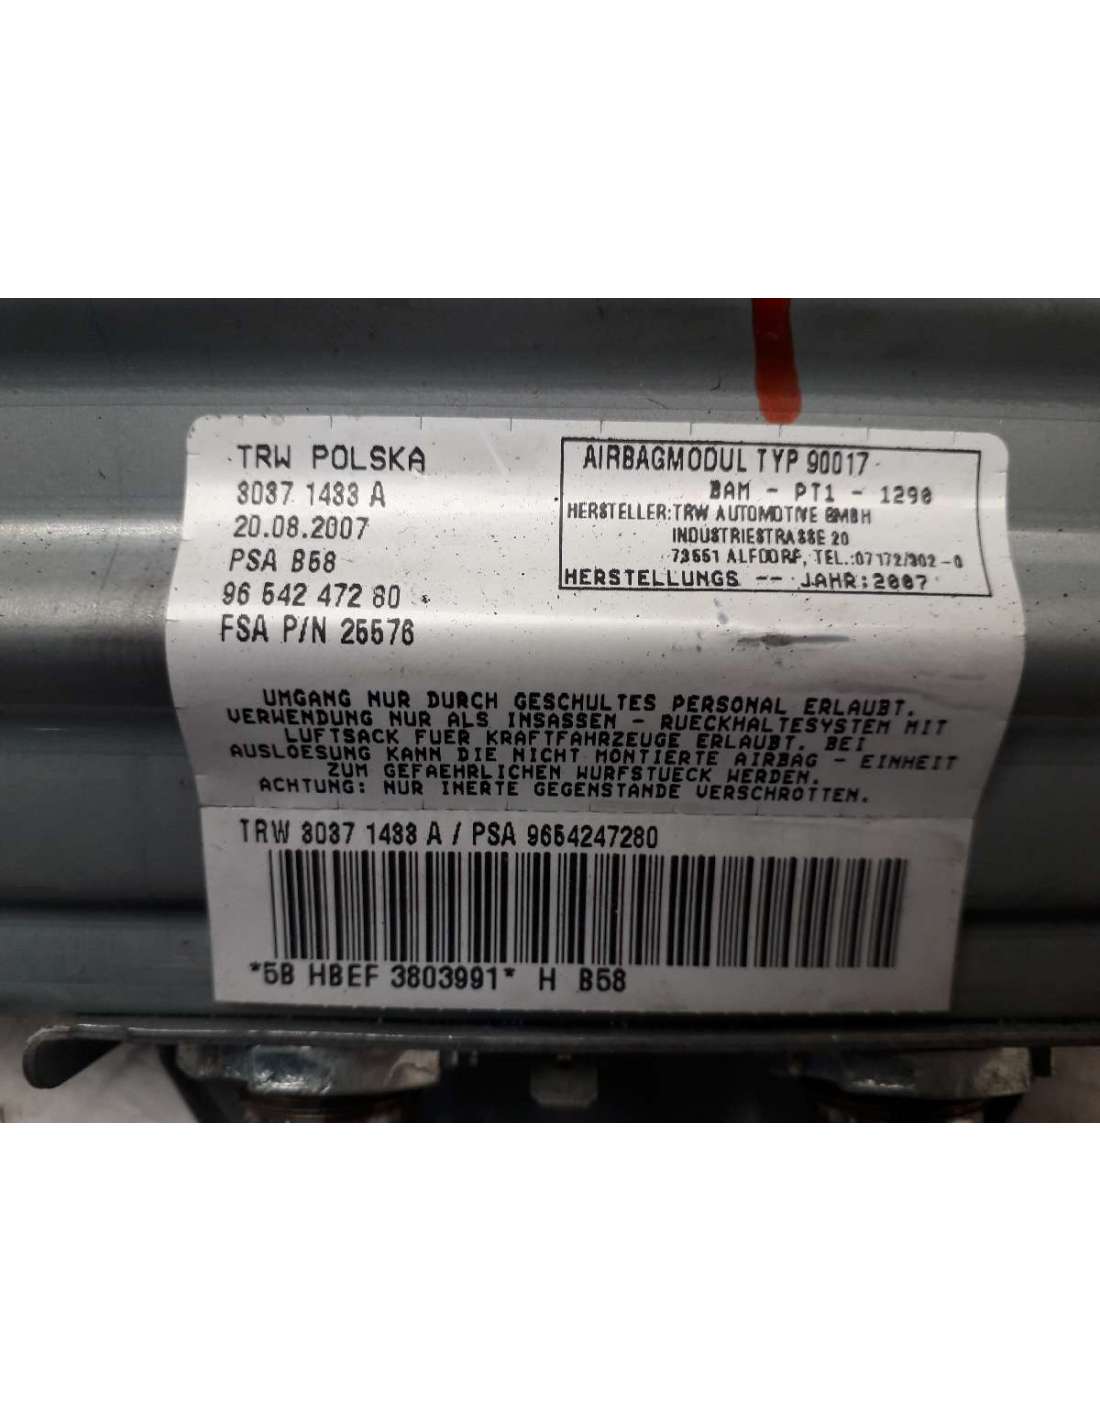 TRW POLSKA
3037 1433 A
20.08.2007
PSA B58
96 542 472 80
FSA P/N 25576
AIRBAGMODUL TYP 90017
BAM - PT1 - 1290
HERSTELLER:TRW AUTOMOTIVE GMBH
INDUSTRIESTRASSE 20
73551 ALFDORF, TEL.:07172/302-0
HERSTELLUNGS -- JAHR:2007
UMGANG NUR DURCH GESCHULTES PERSONAL ERLAUBT.
VERWENDUNG NUR ALS INSASSEN - RUECKHALTESYSTEM MIT
LUFTSACK FUER KRAFTFAHRZEUGE ERLAUBT. BEI
AUSLOESUNG KANN DIE NICHT MONTIERTE AIRBAG - EINHEIT
ZUM GEFAEHRLICHEN WURFSTUECK WERDEN.
ACHTUNG: NUR INERTE GEGENSTANDE VERSCHROTTEN.
TRW 3037 1433 A / PSA 9654247280
*5B HBEF 3803991* H B58